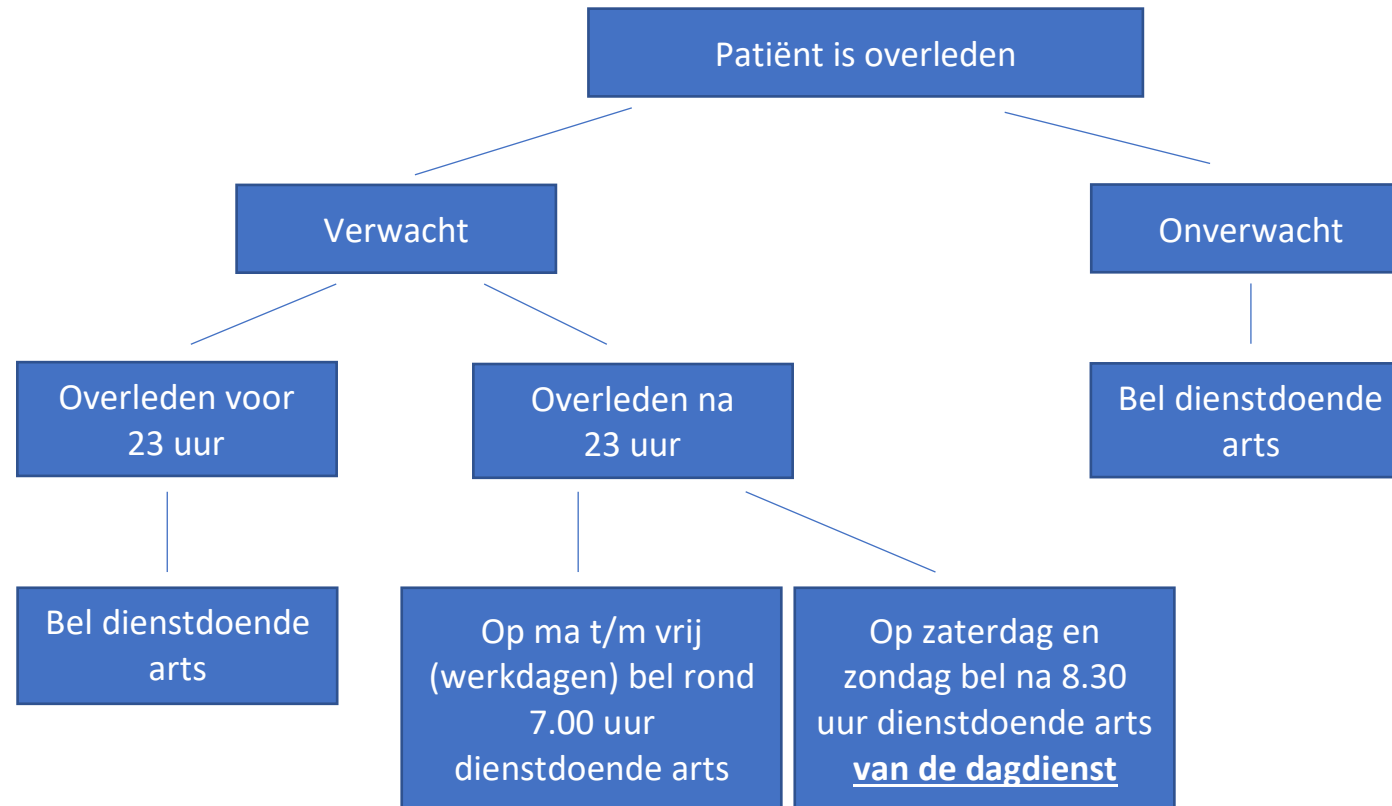 Patiënt is overleden
Verwacht
Onverwacht
Overleden voor
23 uur
Overleden na
23 uur
Bel dienstdoende
arts
Bel dienstdoende
arts
Op ma t/m vrij
(werkdagen) bel rond
7.00 uur
dienstdoende arts
Op zaterdag en
zondag bel na 8.30
uur dienstdoende arts
van de dagdienst